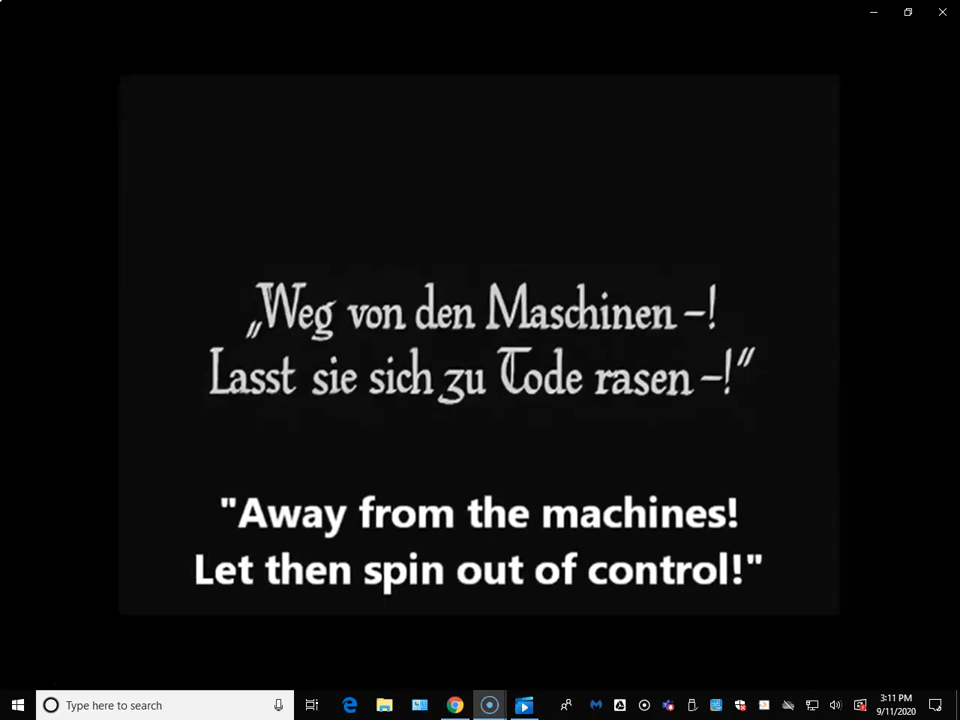 „Weg von den Maschinen –!
Lasst sie sich zu Tode rasen –!“
"Away from the machines!
Let then spin out of control!"
Type here to search
3:11 PM
9/11/2020